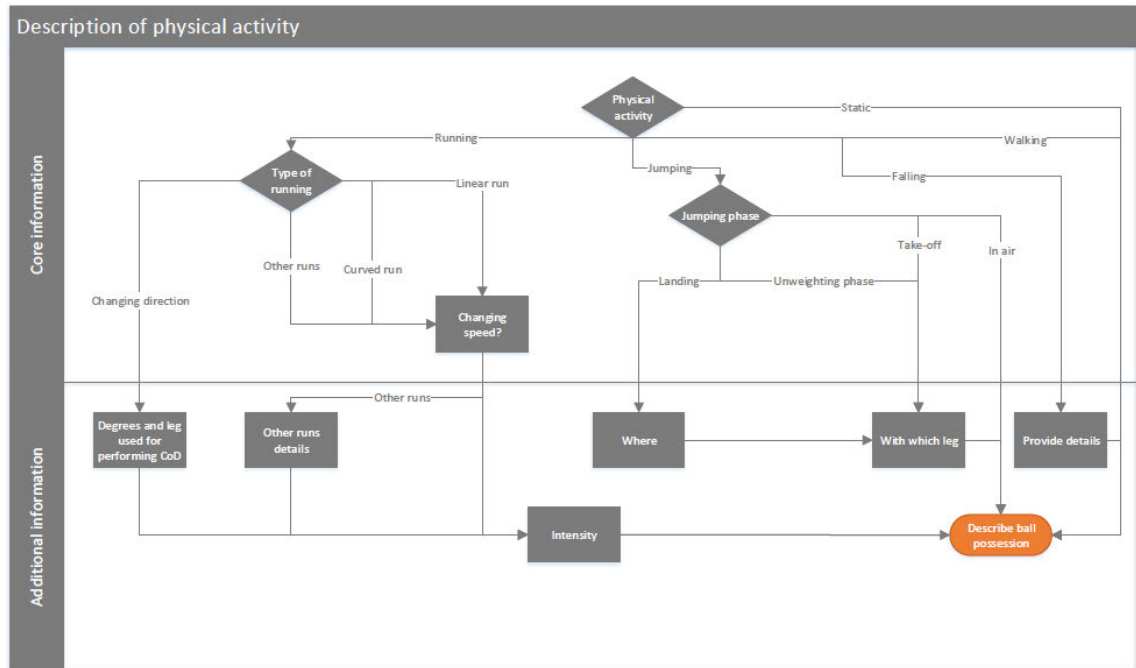 Description of physical activity
Core information
Physical
activity
Static
Running
Walking
Jumping
Falling
Type of
running
Linear run
Jumping phase
Other runs
Curved run
Take-off
In air
Landing
Unweighting phase
Changing direction
Changing
speed?
Additional information
Other runs
Degrees and leg
used for
performing CoD
Other runs
details
Where
With which leg
Provide details
Intensity
Describe ball
possession